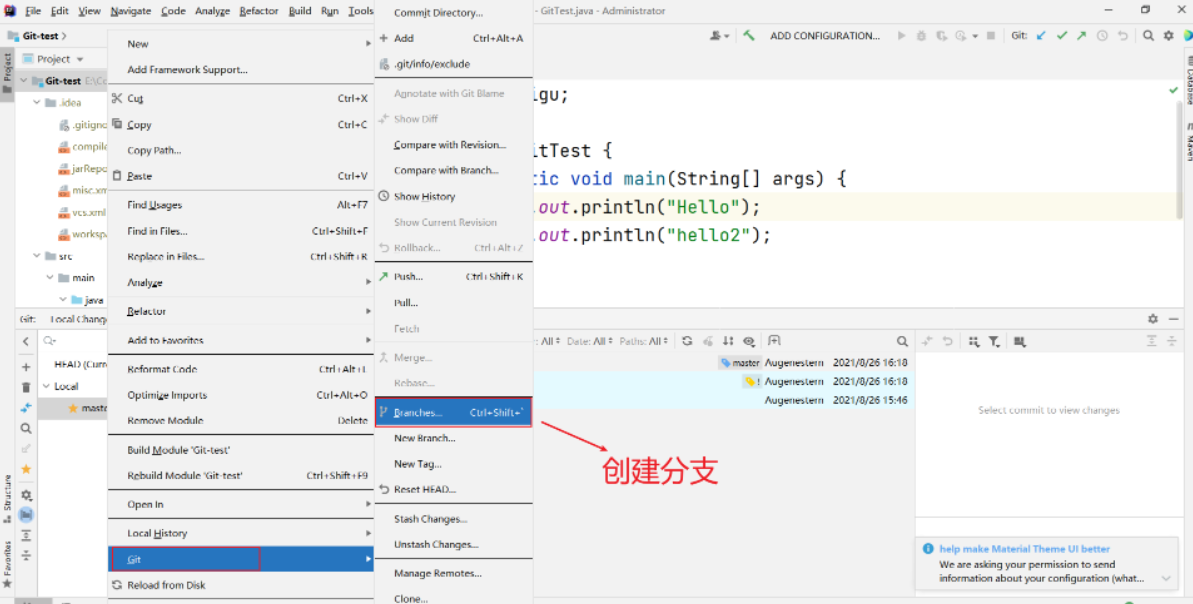 File Edit View Navigate Code Analyze Refactor Build Run Tools
- GitTest.java - Administrator
Git-test
ADD CONFIGURATION...
Git:
Project
Project
Git-test
.idea
src
main
java
Git:
Local
New
Add Framework Support...
Cut Ctrl+X
Copy Ctrl+C
Copy Path...
Paste Ctrl+V
Find Usages Alt+F7
Find in Files... Ctrl+Shift+F
Replace in Files... Ctrl+Shift+R
Analyze
Refactor
Add to Favorites
Reformat Code Ctrl+Alt+L
Optimize Imports Ctrl+Alt+O
Remove Module Delete
Build Module 'Git-test'
Rebuild Module 'Git-test' Ctrl+Shift+F9
Open In
Local History
Git
Reload from Disk
Commit Directory...
Add Ctrl+Alt+A
.git/info/exclude
Annotate with Git Blame
Show Diff
Compare with Revision...
Compare with Branch...
Show History
Show Current Revision
Rollback... Ctrl+Alt+Z
Push... Ctrl+Shift+K
Pull...
Fetch
Merge...
Rebase...
Branches... Ctrl+Shift+`
New Branch...
New Tag...
Reset HEAD...
Stash Changes...
Unstash Changes...
Manage Remotes...
Clone...
igu;
itTest {
tic void main(String[] args) {
.out.println("Hello");
.out.println("hello2");
Database
Maven
: All Date: All Paths: All
master Augenestern 2021/8/26 16:18
! Augenestern 2021/8/26 16:18
Augenestern 2021/8/26 15:46
Select commit to view changes
创建分支
HEAD (Curr
Local
maste
Structure
Favorites
help make Material Theme UI better
We are asking your permission to send
information about your configuration (what...